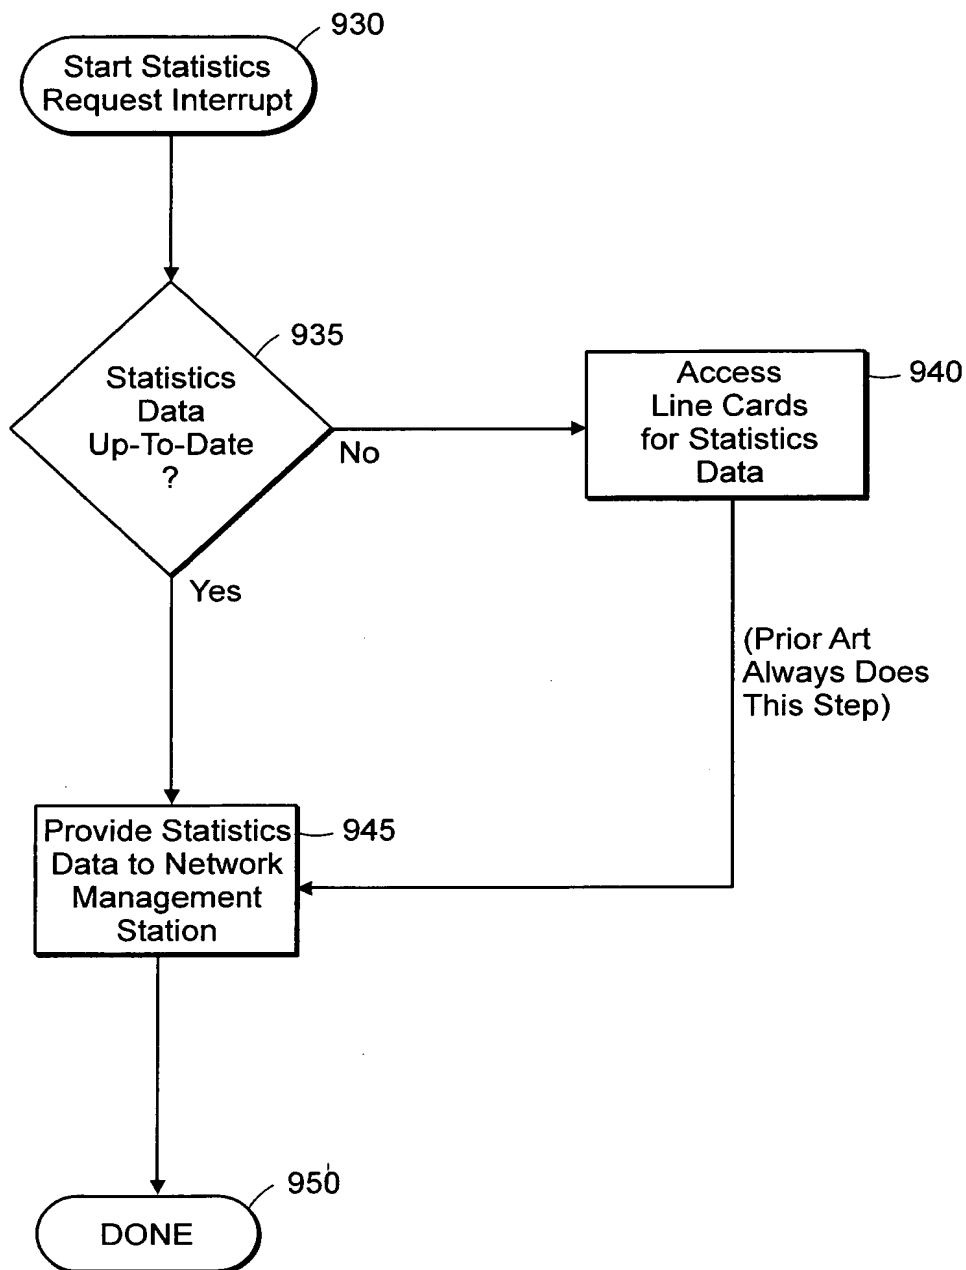 930
Start Statistics
Request Interrupt
935
Statistics
Data
Up-To-Date
?
No
Yes
940
Access
Line Cards
for Statistics
Data
(Prior Art
Always Does
This Step)
945
Provide Statistics
Data to Network
Management
Station
950
DONE